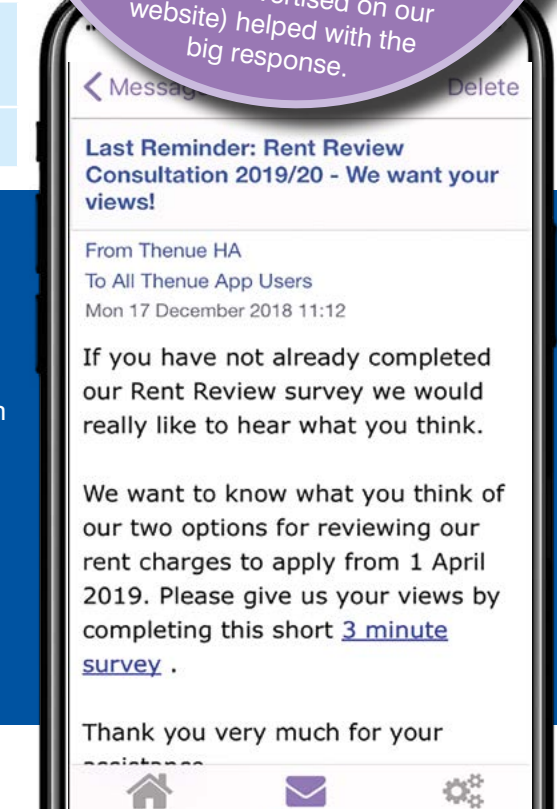 advertised on our
website) helped with the
big response.
Delete
Last Reminder: Rent Review
Consultation 2019/20 - We want your
views!
From Thenue HA
To All Thenue App Users
Mon 17 December 2018 11:12
If you have not already completed
our Rent Review survey we would
really like to hear what you think.
We want to know what you think of
our two options for reviewing our
rent charges to apply from 1 April
2019. Please give us your views by
completing this short 3 minute
survey .
Thank you very much for your